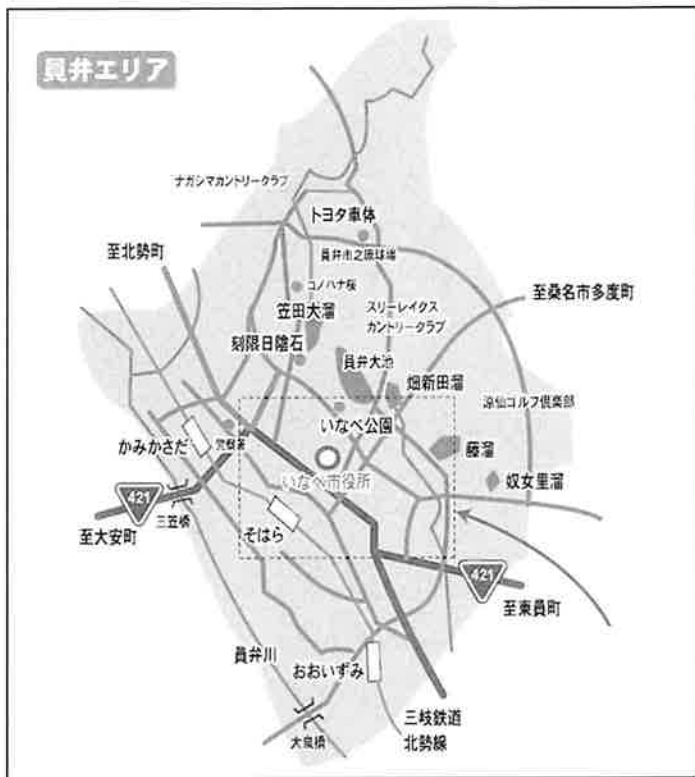 員井エリア
ナガシマカントリークラブ
トヨタ車体
員弁市之原球場
至北勢町
コノハナ桜
至桑名市多度町
笠田大溜
スリーレイクス
カントリークラブ
刻限日陰石
員弁大池
畑新田溜
涼仙ゴルフ倶楽部
いなべ公園
かみかさだ
警察署
藤溜
いなべ市役所
奴女里溜
421
三笠橋
至大安町
そはら
421
至東員町
員弁川
おおいずみ
三岐鉄道
北勢線
大泉橋